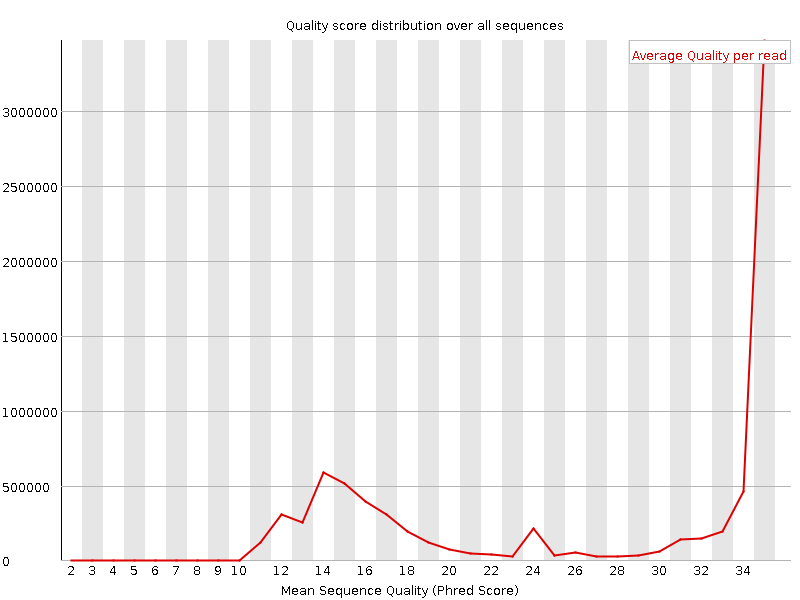 Quality score distribution over all sequences
Average Quality per read
3000000
2500000
2000000
1500000
1000000
500000
0
2 3 4 5 6 7 8 9 10 12 14 16 18 20 22 24 26 28 30 32 34
Mean Sequence Quality (Phred Score)